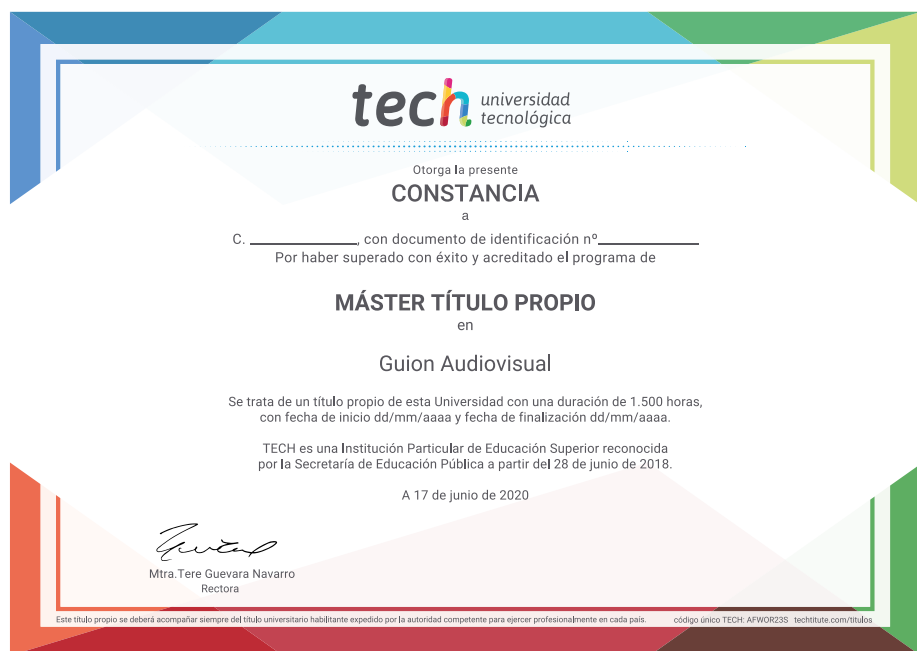 tech universidad
tecnológica
Otorga la presente
CONSTANCIA
a
C. ____________, con documento de identificación nº____________
Por haber superado con éxito y acreditado el programa de
MÁSTER TÍTULO PROPIO
en
Guion Audiovisual
Se trata de un título propio de esta Universidad con una duración de 1.500 horas,
con fecha de inicio dd/mm/aaaa y fecha de finalización dd/mm/aaaa.
TECH es una Institución Particular de Educación Superior reconocida
por la Secretaría de Educación Pública a partir del 28 de junio de 2018.
A 17 de junio de 2020
Mtra.Tere Guevara Navarro
Rectora
Este título propio se deberá acompañar siempre del título universitario habilitante expedido por la autoridad competente para ejercer profesionalmente en cada país. código único TECH: AFWOR23S techtitute.com/titulos